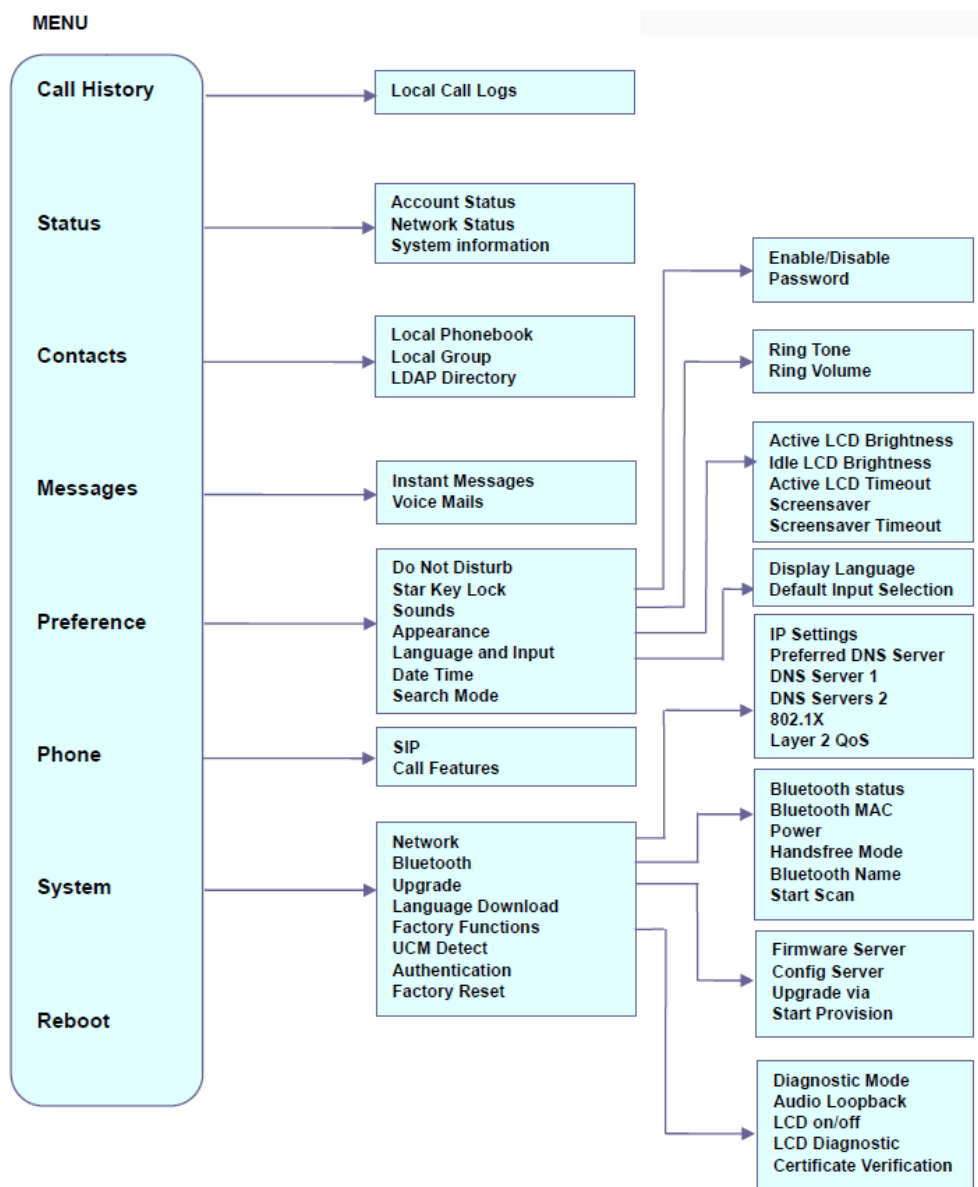 MENU
Call History
Local Call Logs
Status
Account Status
Network Status
System information
Enable/Disable
Password
Contacts
Local Phonebook
Local Group
LDAP Directory
Ring Tone
Ring Volume
Messages
Instant Messages
Voice Mails
Active LCD Brightness
Idle LCD Brightness
Active LCD Timeout
Screensaver
Screensaver Timeout
Preference
Do Not Disturb
Star Key Lock
Sounds
Appearance
Language and Input
Date Time
Search Mode
Display Language
Default Input Selection
IP Settings
Preferred DNS Server
DNS Server 1
DNS Servers 2
802.1X
Layer 2 QoS
Phone
SIP
Call Features
System
Network
Bluetooth
Upgrade
Language Download
Factory Functions
UCM Detect
Authentication
Factory Reset
Bluetooth status
Bluetooth MAC
Power
Handsfree Mode
Bluetooth Name
Start Scan
Firmware Server
Config Server
Upgrade via
Start Provision
Reboot
Diagnostic Mode
Audio Loopback
LCD on/off
LCD Diagnostic
Certificate Verification